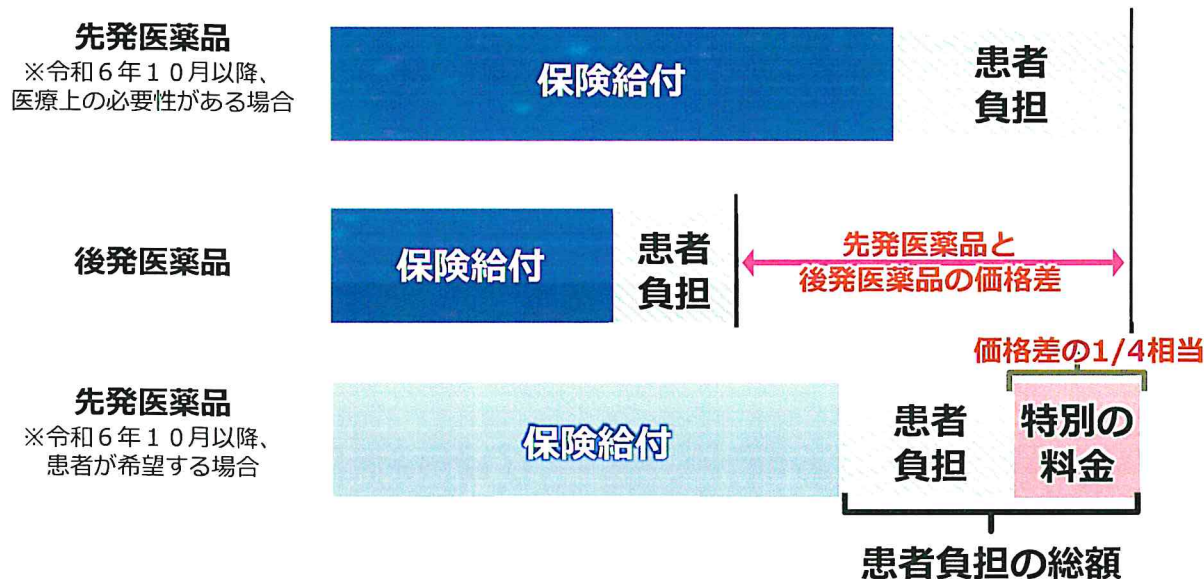 先発医薬品
※令和6年10月以降、
医療上の必要性がある場合
保険給付
患者
負担
後発医薬品
保険給付
患者
負担
先発医薬品と
後発医薬品の価格差
価格差の1/4相当
先発医薬品
※令和6年10月以降、
患者が希望する場合
保険給付
患者
負担
特別の
料金
患者負担の総額